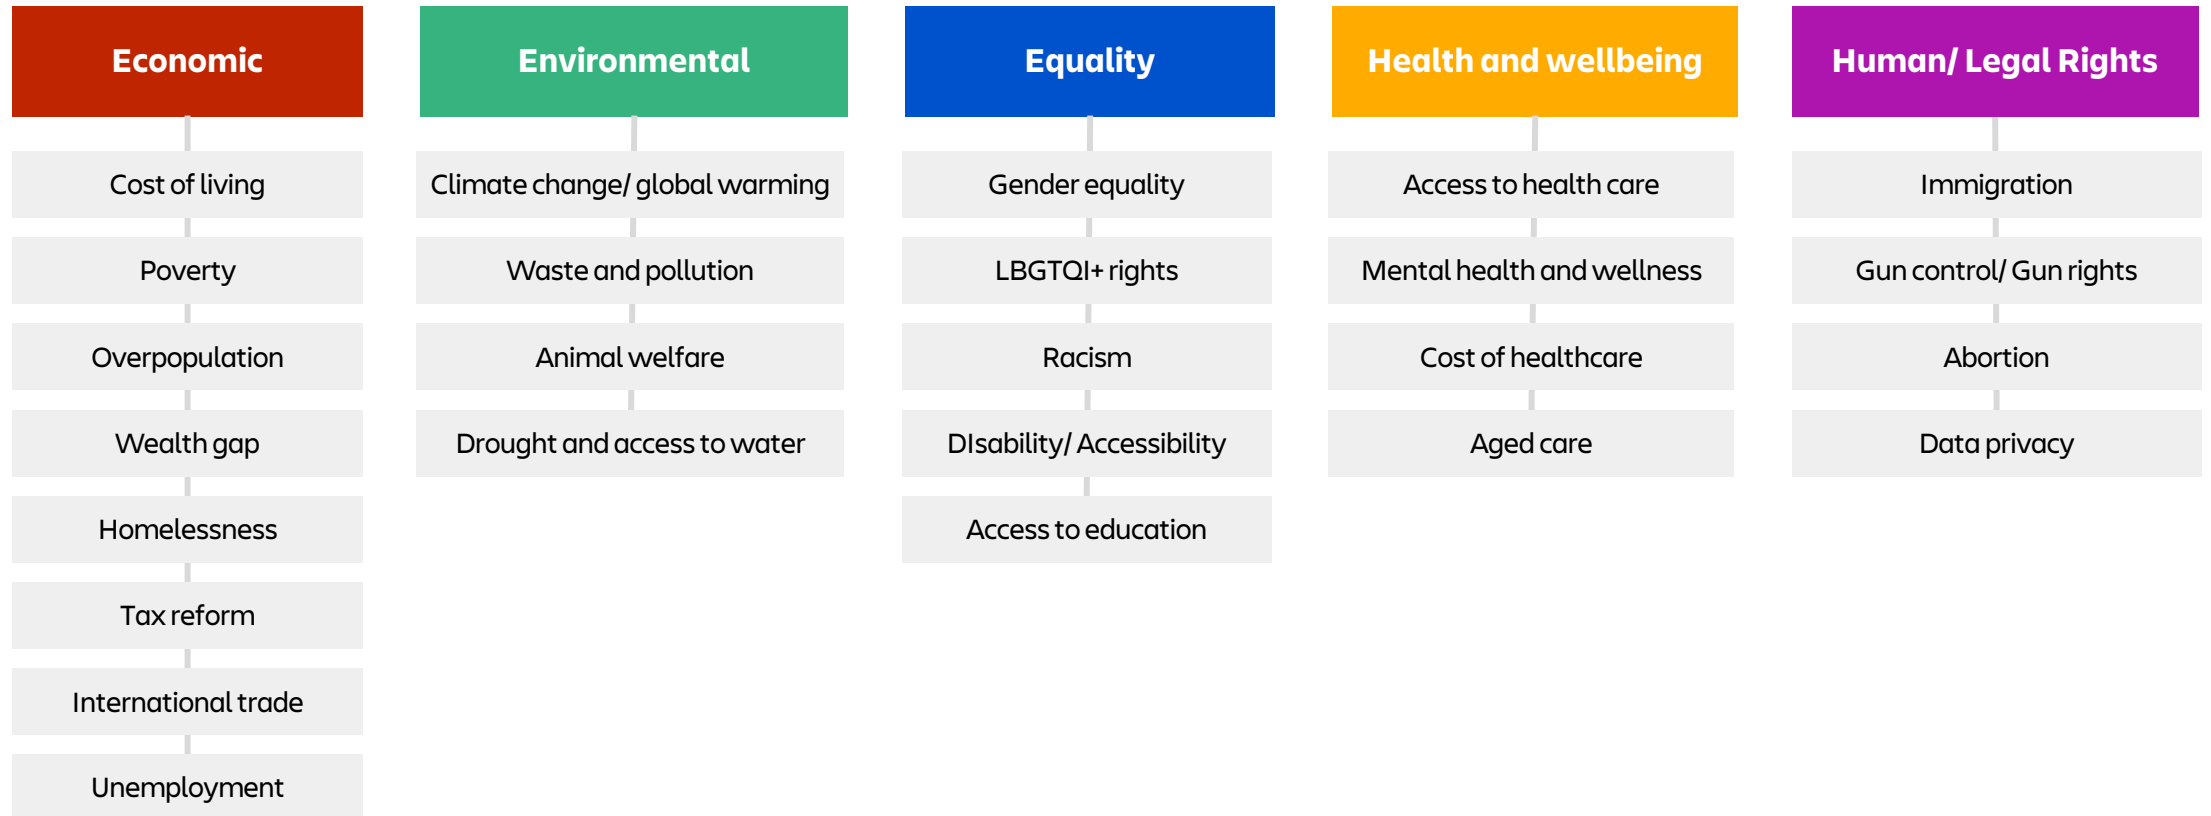 Economic
Cost of living
Poverty
Overpopulation
Wealth gap
Homelessness
Tax reform
International trade
Unemployment
Environmental
Climate change/ global warming
Waste and pollution
Animal welfare
Drought and access to water
Equality
Gender equality
LBGTQI+ rights
Racism
DIsability/ Accessibility
Access to education
Health and wellbeing
Access to health care
Mental health and wellness
Cost of healthcare
Aged care
Human/ Legal Rights
Immigration
Gun control/ Gun rights
Abortion
Data privacy